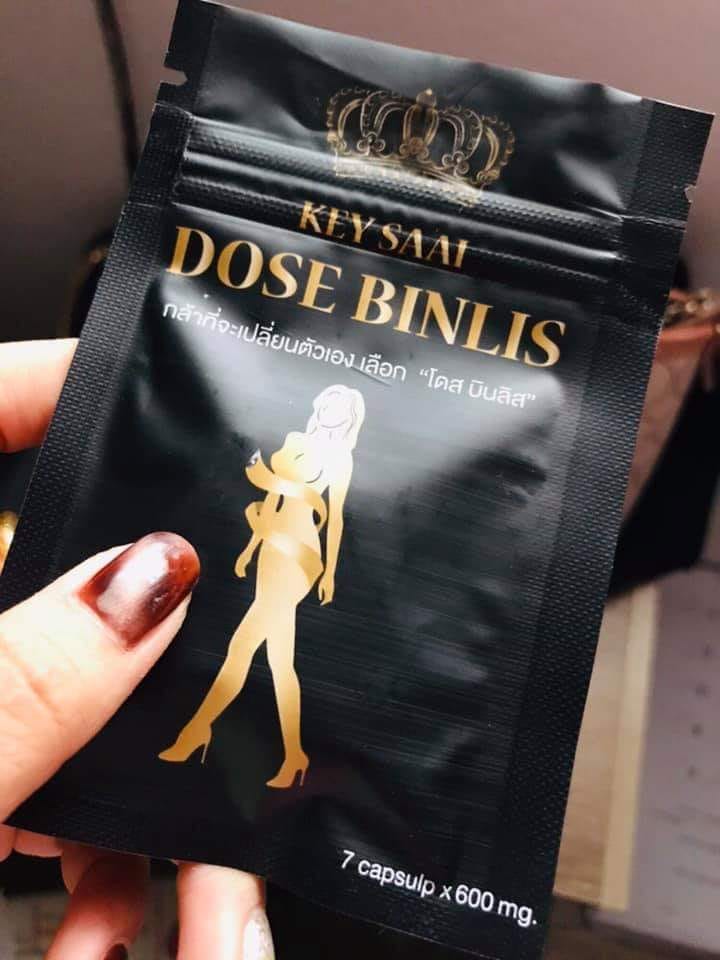 KEY SAAI
DOSE BINLIS
กล้าที่จะเปลี่ยนตัวเอง เลือก “โดส บินลิส”
7 capsulp x 600 mg.